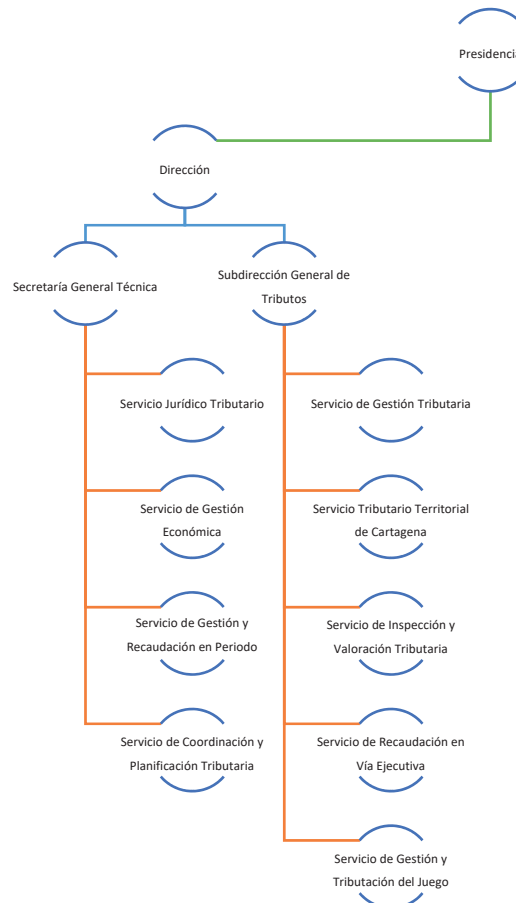 Presidencia
Dirección
Secretaría General Técnica
Subdirección General de
Tributos
Servicio Jurídico Tributario
Servicio de Gestión Tributaria
Servicio de Gestión
Económica
Servicio Tributario Territorial
de Cartagena
Servicio de Gestión y
Recaudación en Periodo
Servicio de Inspección y
Valoración Tributaria
Servicio de Coordinación y
Planificación Tributaria
Servicio de Recaudación en
Vía Ejecutiva
Servicio de Gestión y
Tributación del Juego